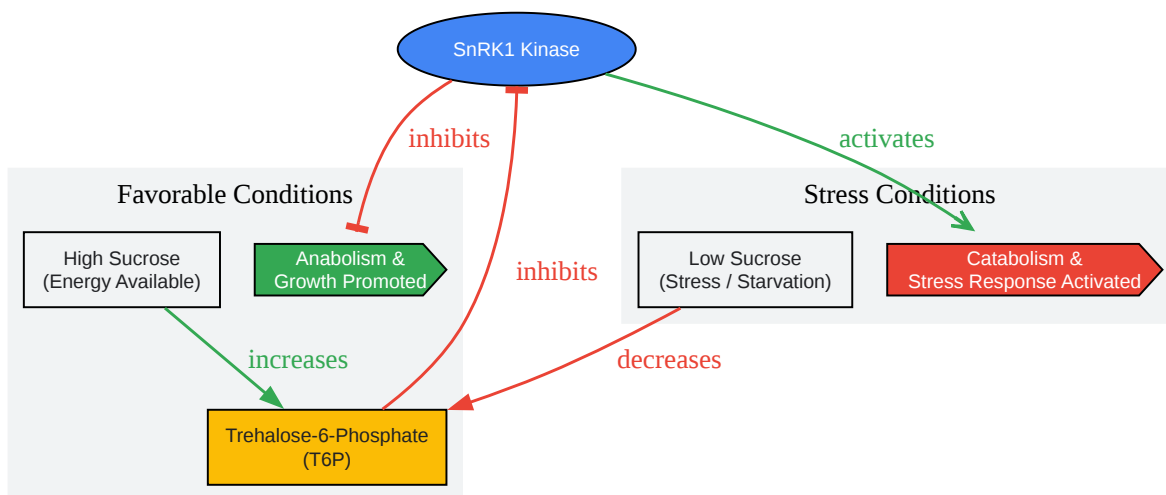 SnRK1 Kinase
inhibits
activates
Favorable Conditions
Stress Conditions
High Sucrose
(Energy Available)
Anabolism &
Growth Promoted
inhibits
Low Sucrose
(Stress / Starvation)
Catabolism &
Stress Response Activated
increases
decreases
Trehalose-6-Phosphate
(T6P)